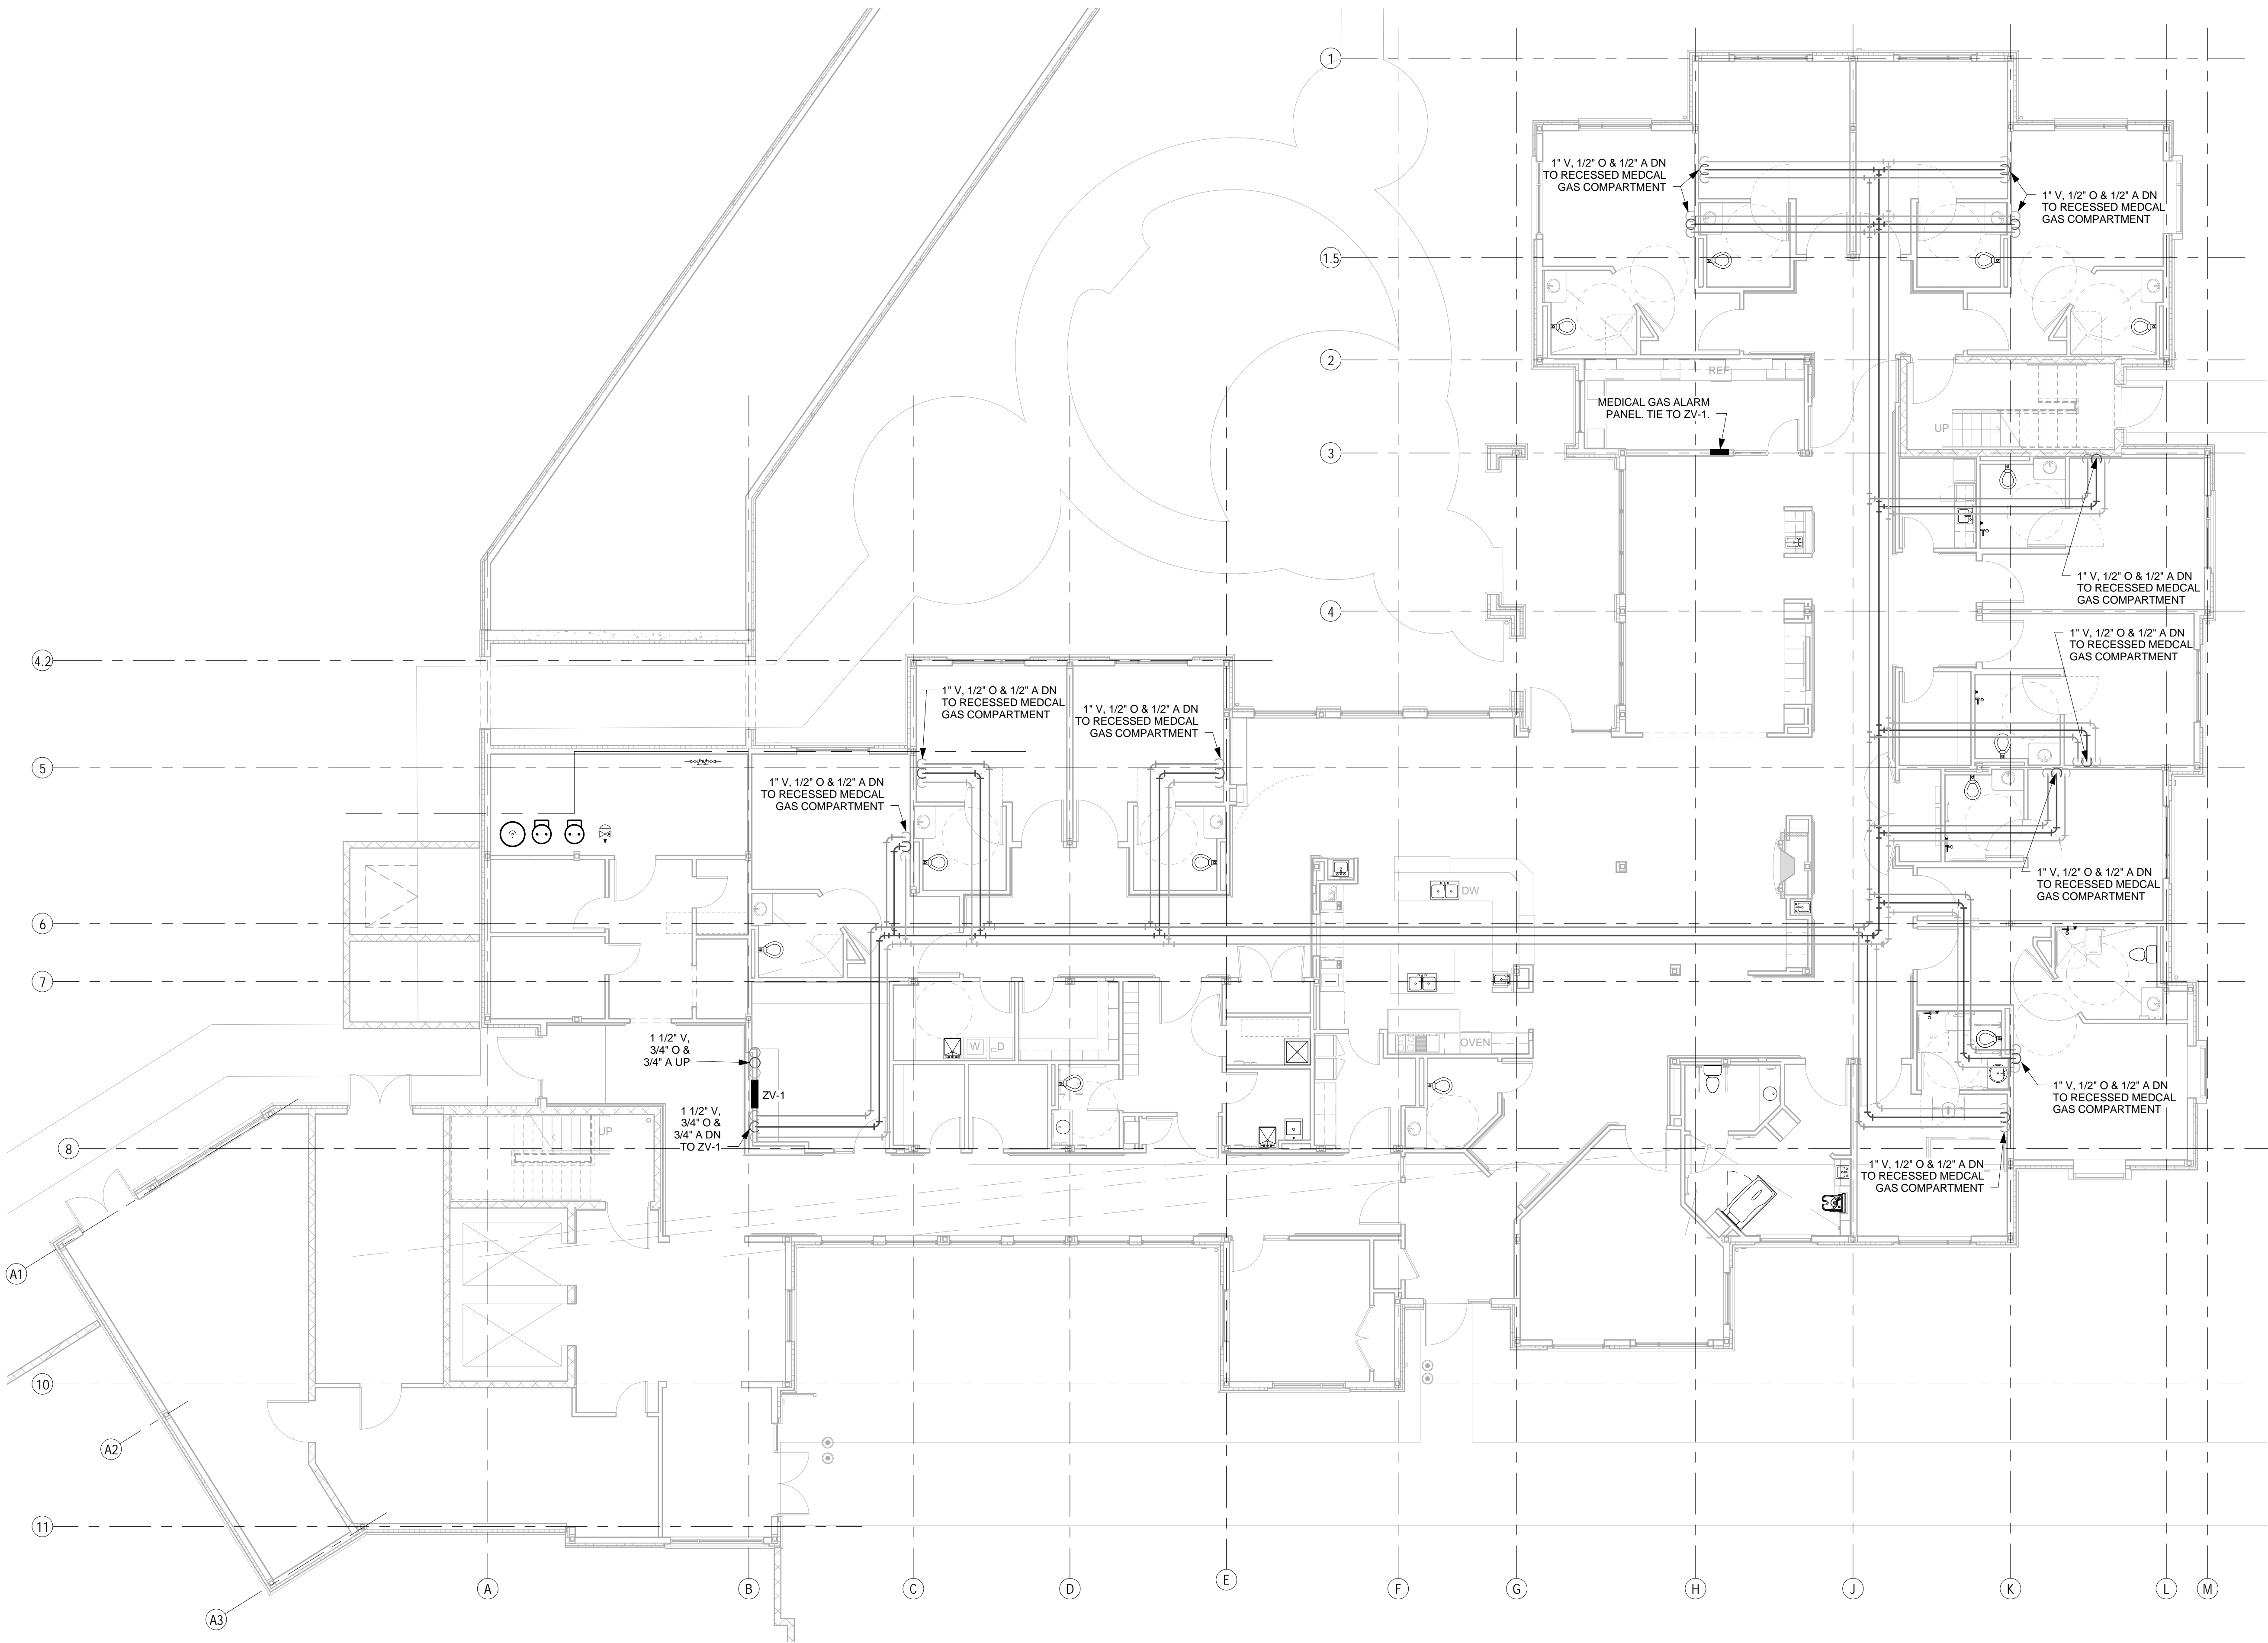 1
1" V, 1/2" O & 1/2" A DN
TO RECESSED MEDCAL
GAS COMPARTMENT
1" V, 1/2" O & 1/2" A DN
TO RECESSED MEDCAL
GAS COMPARTMENT
1.5
2
REF
MEDICAL GAS ALARM
PANEL. TIE TO ZV-1.
UP
3
1" V, 1/2" O & 1/2" A DN
TO RECESSED MEDCAL
GAS COMPARTMENT
4
1" V, 1/2" O & 1/2" A DN
TO RECESSED MEDCAL
GAS COMPARTMENT
4.2
1" V, 1/2" O & 1/2" A DN
TO RECESSED MEDCAL
GAS COMPARTMENT
1" V, 1/2" O & 1/2" A DN
TO RECESSED MEDCAL
GAS COMPARTMENT
5
1" V, 1/2" O & 1/2" A DN
TO RECESSED MEDCAL
GAS COMPARTMENT
1" V, 1/2" O & 1/2" A DN
TO RECESSED MEDCAL
GAS COMPARTMENT
DW
6
7
1 1/2" V,
3/4" O &
3/4" A UP
W
D
OVEN
ZV-1
1" V, 1/2" O & 1/2" A DN
TO RECESSED MEDCAL
GAS COMPARTMENT
1 1/2" V,
3/4" O &
3/4" A DN
TO ZV-1
UP
8
1" V, 1/2" O & 1/2" A DN
TO RECESSED MEDCAL
GAS COMPARTMENT
A1
10
A2
11
A
B
C
D
E
F
G
H
J
K
L
M
A3